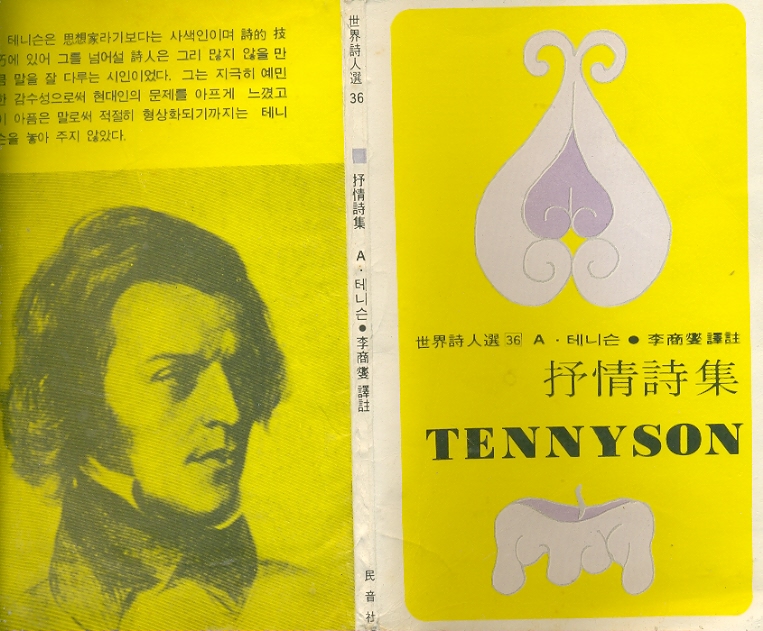 테니슨은 思想家라기보다는 사색인이며 詩的 技
巧에 있어 그를 넘어설 詩人은 그리 많지 않을 만
큼 말을 잘 다루는 시인이었다. 그는 지극히 예민
한 감수성으로써 현대인의 문제를 아프게 느꼈고
이 아픔은 말로써 적절히 형상화되기까지는 테니
슨을 놓아 주지 않았다.
世界詩人選 36 抒情詩集 A·테니슨●李商燮 譯註 民音社
世界詩人選 36 A·테니슨 ● 李商燮 譯註
抒情詩集
TENNYSON